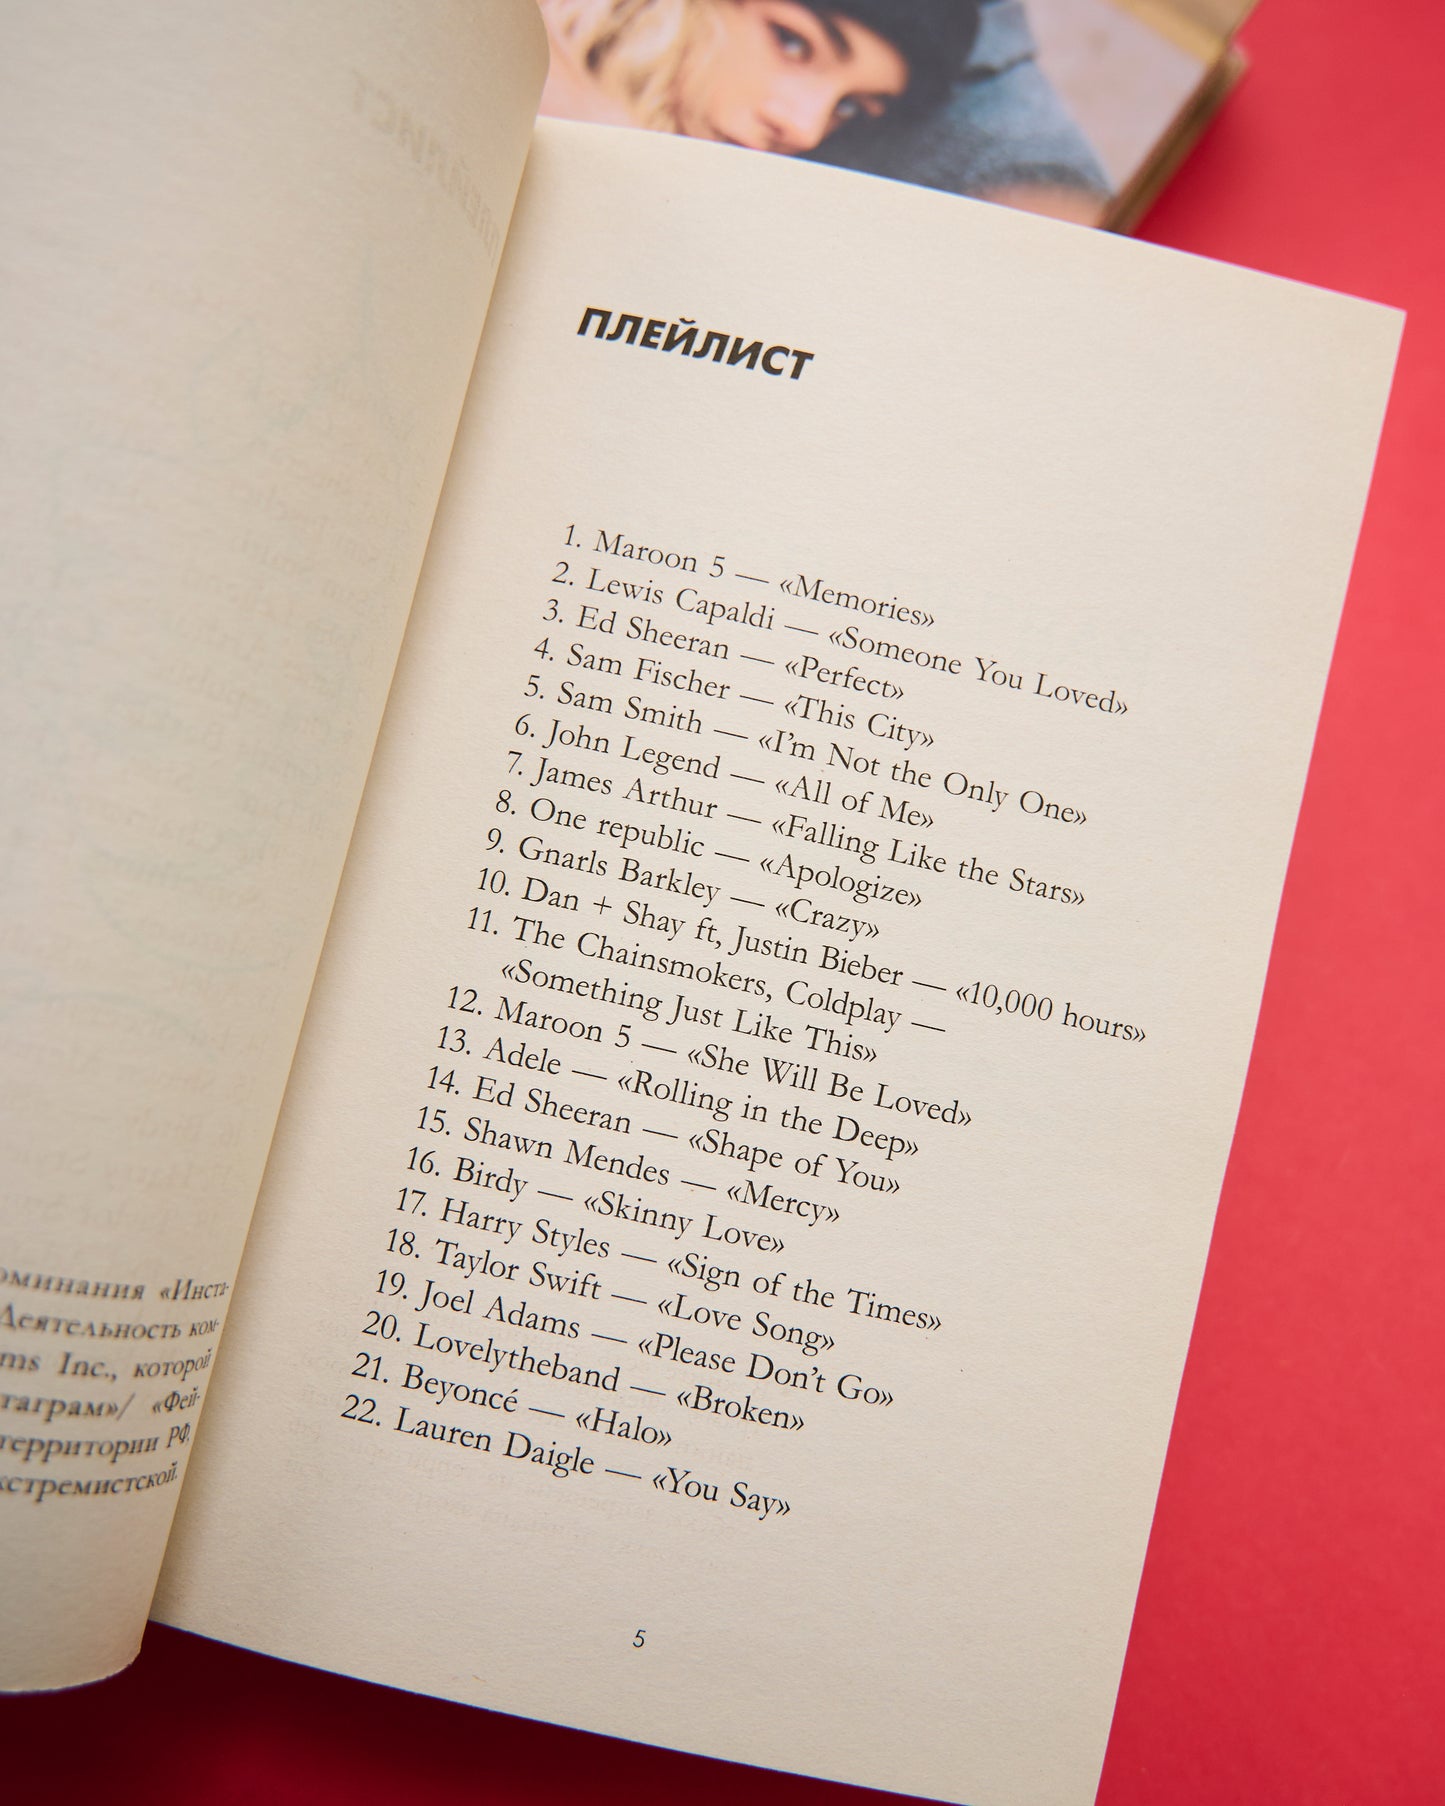 оминания «Инста-
Деятельность ком-
ms Inc., которой
таграм»/ «Фей-
территории РФ,
кстремистской.
ПЛЕЙЛИСТ
1. Maroon 5 — «Memories»
2. Lewis Capaldi — «Someone You Loved»
3. Ed Sheeran — «Perfect»
4. Sam Fischer — «This City»
5. Sam Smith — «I’m Not the Only One»
6. John Legend — «All of Me»
7. James Arthur — «Falling Like the Stars»
8. One republic — «Apologize»
9. Gnarls Barkley — «Crazy»
10. Dan + Shay ft, Justin Bieber — «10,000 hours»
11. The Chainsmokers, Coldplay —
«Something Just Like This»
12. Maroon 5 — «She Will Be Loved»
13. Adele — «Rolling in the Deep»
14. Ed Sheeran — «Shape of You»
15. Shawn Mendes — «Mercy»
16. Birdy — «Skinny Love»
17. Harry Styles — «Sign of the Times»
18. Taylor Swift — «Love Song»
19. Joel Adams — «Please Don’t Go»
20. Lovelytheband — «Broken»
21. Beyoncé — «Halo»
22. Lauren Daigle — «You Say»
5